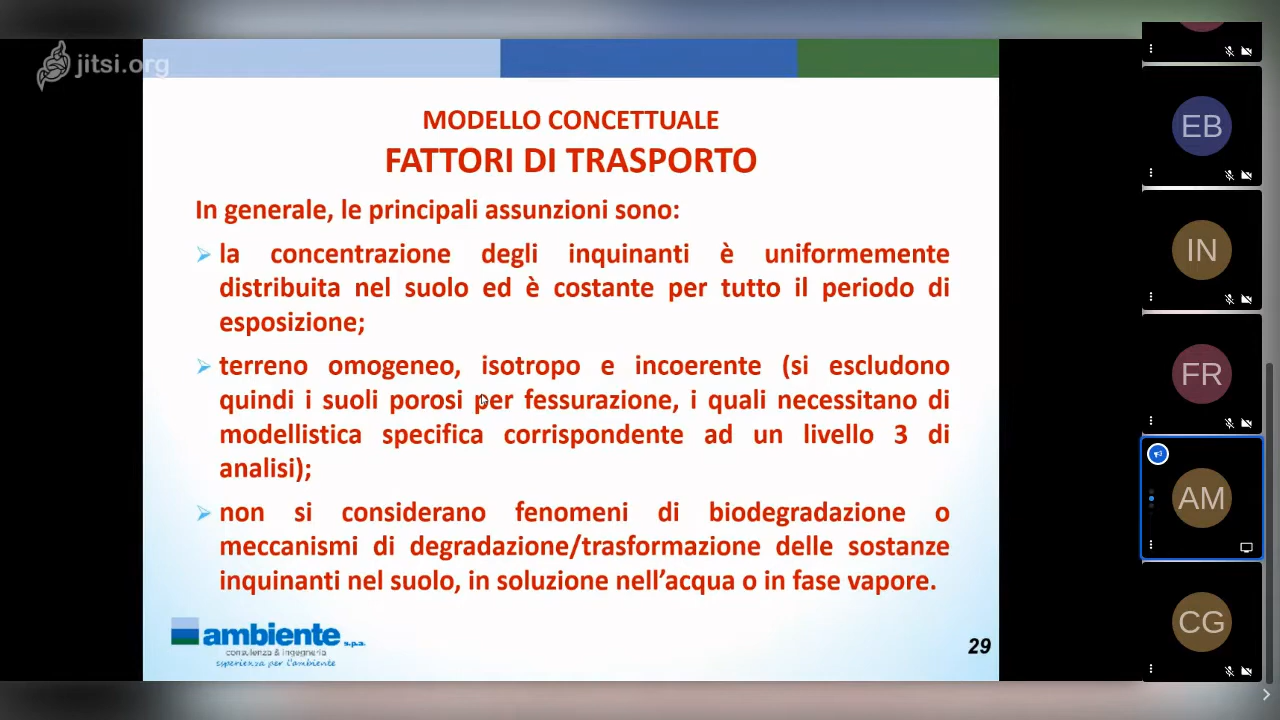 jitsi.org
MODELLO CONCETTUALE
FATTORI DI TRASPORTO
In generale, le principali assunzioni sono:
la concentrazione degli inquinanti è uniformemente
distribuita nel suolo ed è costante per tutto il periodo di
esposizione;
terreno omogeneo, isotropo e incoerente (si escludono
quindi i suoli porosi per fessurazione, i quali necessitano di
modellistica specifica corrispondente ad un livello 3 di
analisi);
non si considerano fenomeni di biodegradazione o
meccanismi di degradazione/trasformazione delle sostanze
inquinanti nel suolo, in soluzione nell'acqua o in fase vapore.
ambiente s.p.a.
consulenza & ingegneria
esperienza per l'ambiente
29
EB
IN
FR
AM
CG